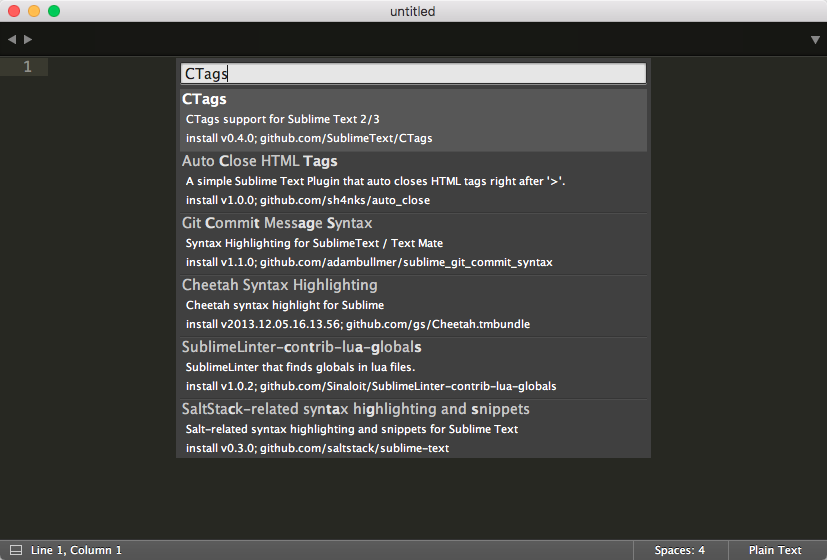 untitled
1
CTags
CTags
CTags support for Sublime Text 2/3
install v0.4.0; github.com/SublimeText/CTags
Auto Close HTML Tags
A simple Sublime Text Plugin that auto closes HTML tags right after '>'.
install v1.0.0; github.com/sh4nks/auto_close
Git Commit Message Syntax
Syntax Highlighting for SublimeText / Text Mate
install v1.1.0; github.com/adambullmer/sublime_git_commit_syntax
Cheetah Syntax Highlighting
Cheetah syntax highlight for Sublime
install v2013.12.05.16.13.56; github.com/gs/Cheetah.tmbundle
SublimeLinter-contrib-lua-globals
SublimeLinter that finds globals in lua files.
install v1.0.2; github.com/Sinaloit/SublimeLinter-contrib-lua-globals
SaltStack-related syntax highlighting and snippets
Salt-related syntax highlighting and snippets for Sublime Text
install v0.3.0; github.com/saltstack/sublime-text
Line 1, Column 1
Spaces: 4
Plain Text